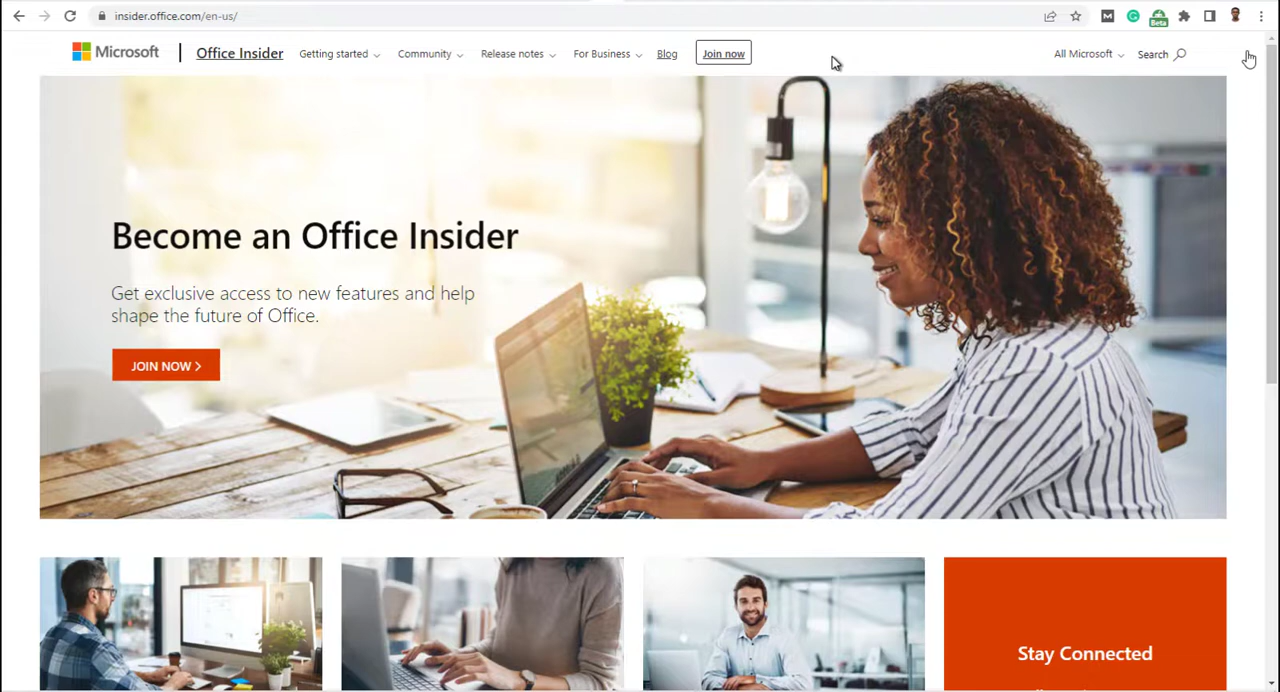 insider.office.com/en-us/
Beta
Microsoft
Office Insider
Getting started
Community
Release notes
For Business
Blog
Join now
All Microsoft
Search
Become an Office Insider
Get exclusive access to new features and help
shape the future of Office.
JOIN NOW
Stay Connected